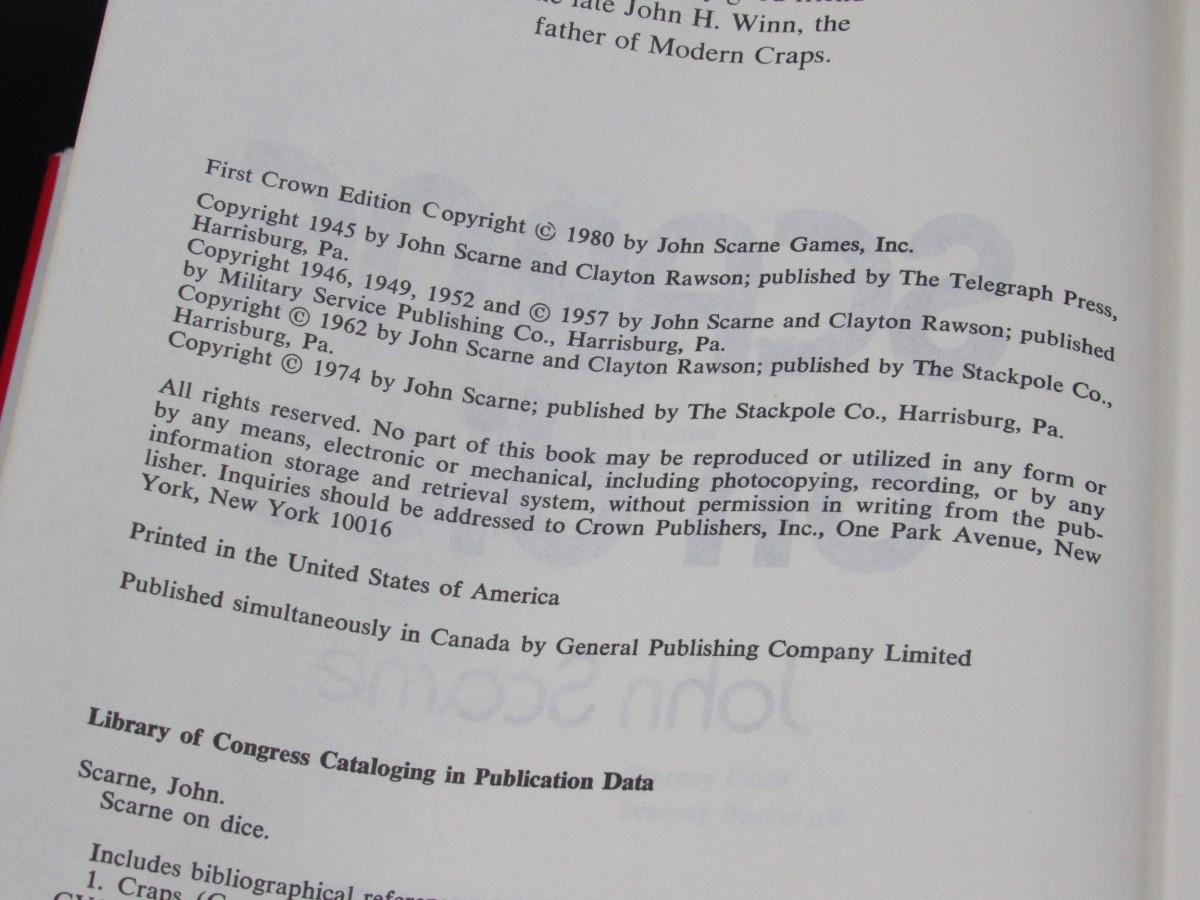 late John H. Winn, the
father of Modern Craps.
First Crown Edition Copyright © 1980 by John Scarne Games, Inc.
Copyright 1945 by John Scarne and Clayton Rawson; published by The Telegraph Press,
Harrisburg, Pa.
Copyright 1946, 1949, 1952 and © 1957 by John Scarne and Clayton Rawson; published
by Military Service Publishing Co., Harrisburg, Pa.
Copyright © 1962 by John Scarne and Clayton Rawson; published by The Stackpole Co.,
Harrisburg, Pa.
Copyright © 1974 by John Scarne; published by The Stackpole Co., Harrisburg, Pa.
All rights reserved. No part of this book may be reproduced or utilized in any form or
by any means, electronic or mechanical, including photocopying, recording, or by any
information storage and retrieval system, without permission in writing from the pub-
lisher. Inquiries should be addressed to Crown Publishers, Inc., One Park Avenue, New
York, New York 10016
Printed in the United States of America
Published simultaneously in Canada by General Publishing Company Limited
Library of Congress Cataloging in Publication Data
Scarne, John.
Scarne on dice.
Includes bibliographical
1. Craps
John Scarne